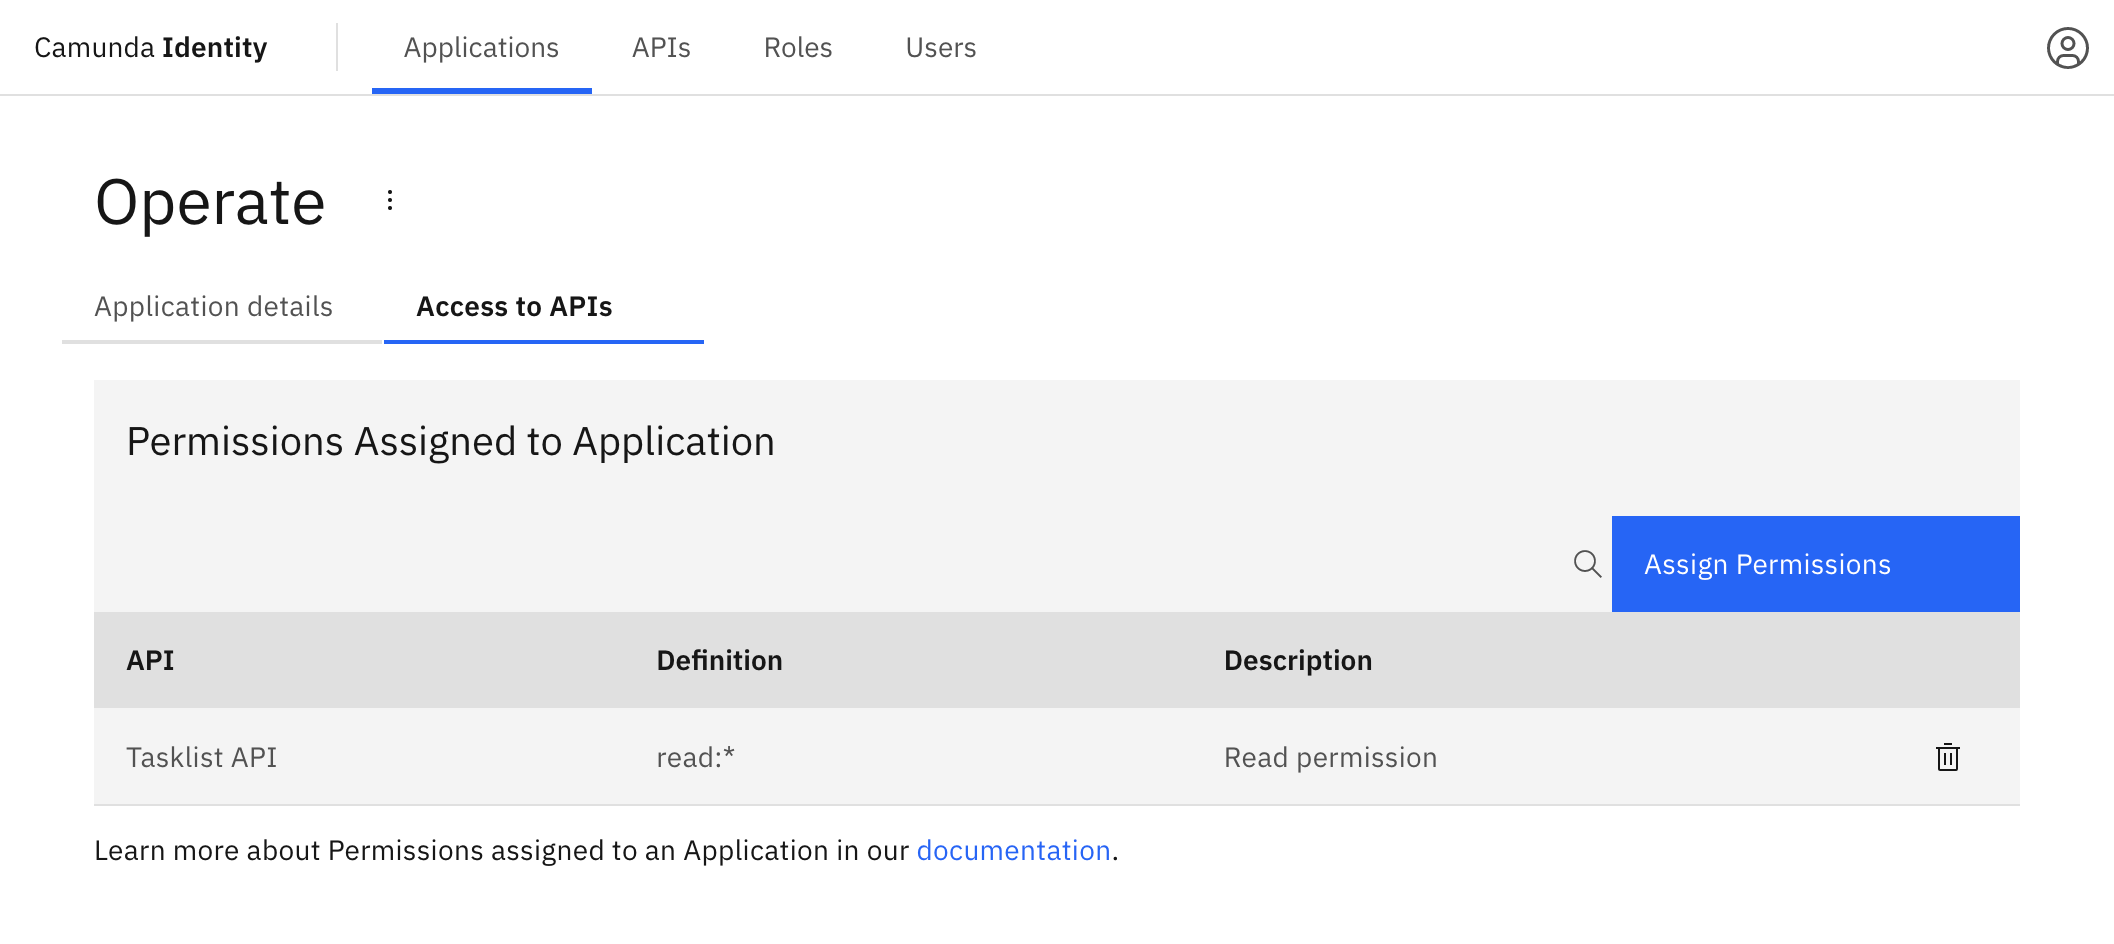 Camunda Identity Applications APIs Roles Users
Operate
Application details Access to APIs
Permissions Assigned to Application
Assign Permissions
API Definition Description
Tasklist API read:* Read permission
Learn more about Permissions assigned to an Application in our documentation.